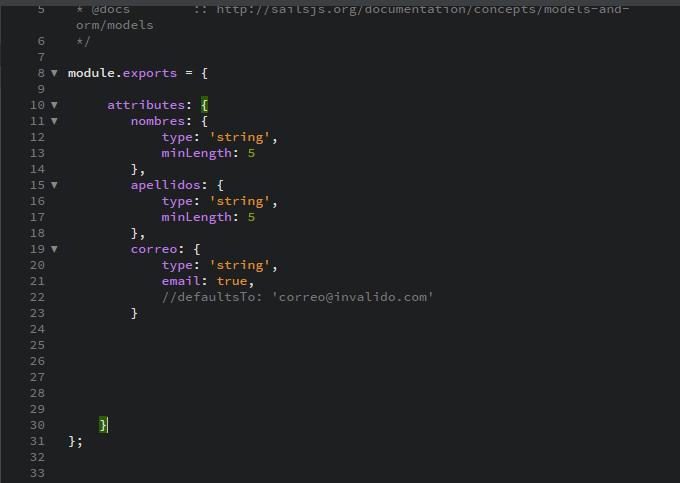 5 * @docs        :: http://sailsjs.org/documentation/concepts/models-and-
orm/models
6 */
7
8 ▼ module.exports = {
9
10 ▼     attributes: {
11 ▼        nombres: {
12            type: 'string',
13            minLength: 5
14        },
15 ▼        apellidos: {
16            type: 'string',
17            minLength: 5
18        },
19 ▼        correo: {
20            type: 'string',
21            email: true,
22            //defaultsTo: 'correo@invalido.com'
23        }
24
25
26
27
28
29
30    }
31 };
32
33